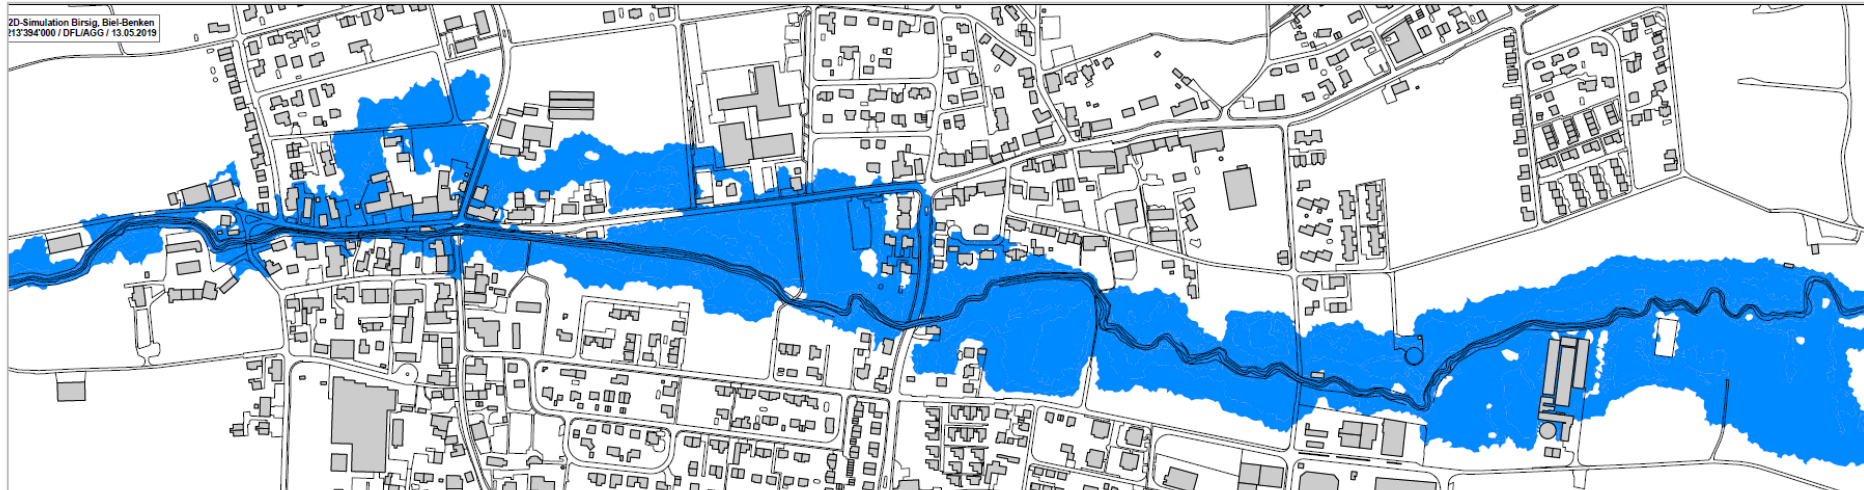 2D-Simulation Birsig, Biel-Benken
213'394'000 / DFL/AGG / 13.05.2019